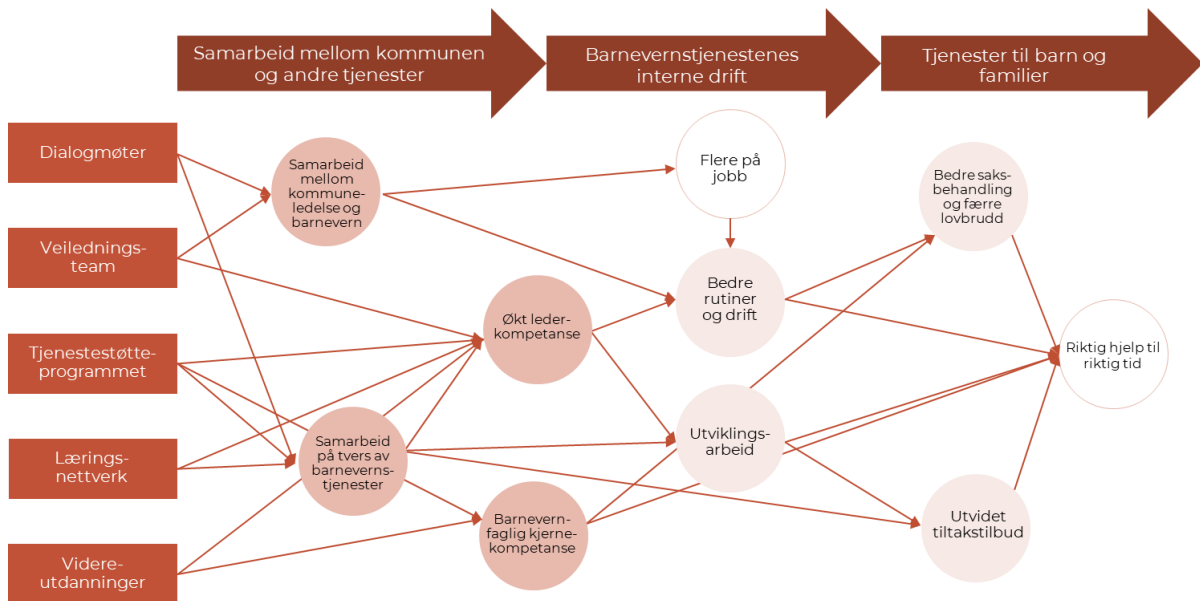 Samarbeid mellom kommunen
og andre tjenester
Barnevernstjenestenes
interne drift
Tjenester til barn og
familier
Dialogmøter
Veilednings-
team
Tjenestestøtte-
programmet
Lærings-
nettverk
Videre-
utdanninger
Samarbeid
mellom
kommune-
ledelse og
barnevern
Økt leder-
kompetanse
Samarbeid
på tvers av
barneverns-
tjenester
Barnevern-
faglig kjerne-
kompetanse
Flere på
jobb
Bedre
rutiner
og drift
Utviklings-
arbeid
Bedre saks-
behandling
og færre
lovbrudd
Riktig hjelp til
riktig tid
Utvidet
tiltakstilbud